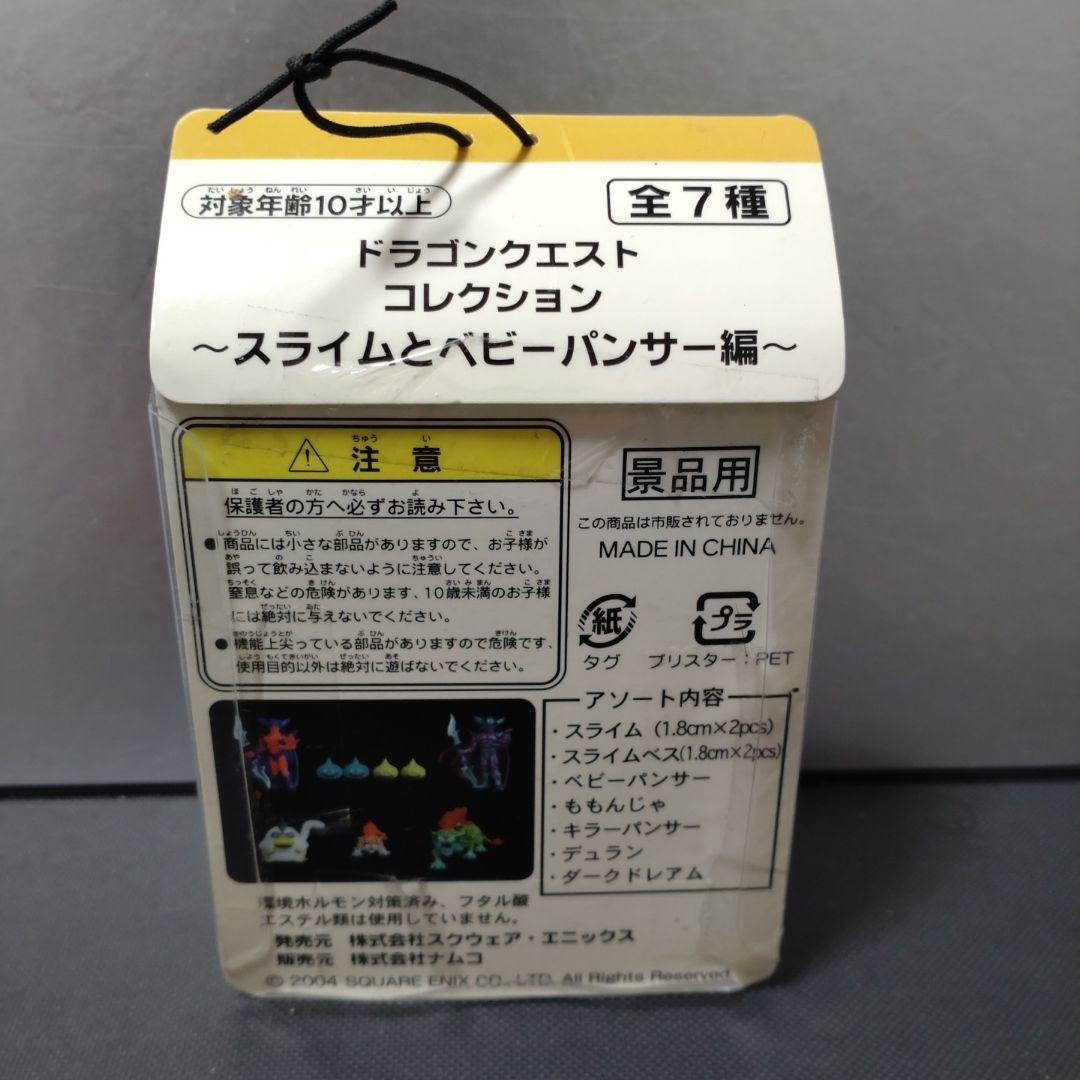 対象年齢10才以上
全7種
ドラゴンクエスト
コレクション
～スライムとベビーパンサー編～
注意
保護者の方へ必ずお読み下さい。
●商品には小さな部品がありますので、お子様が
誤って飲み込まないように注意してください。
窒息などの危険があります、10歳未満のお子様
には絶対に与えないでください。
●機能上尖っている部品がありますので危険です、
使用目的以外は絶対に遊ばないでください。
景品用
この商品は市販されておりません。
MADE IN CHINA
紙
タグ
プラ
ブリスター：PET
アソート内容
・スライム (1.8cm×2pcs)
・スライムベス(1.8cm×2pcs)
・ベビーパンサー
・ももんじゃ
・キラーパンサー
・デュラン
・ダークドレアム
環境ホルモン対策済み、フタル酸
エステル類は使用していません。
発売元 株式会社スクウェア・エニックス
販売元 株式会社ナムコ
© 2004 SQUARE ENIX CO., LTD. All Rights Reserved